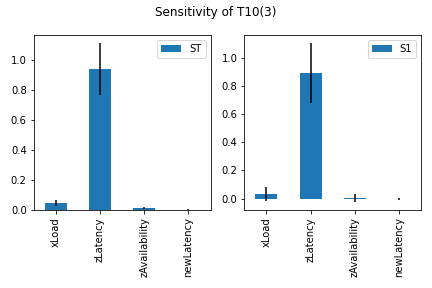 Sensitivity of T10(3)
ST
1.0
0.8
0.6
0.4
0.2
0.0
xLoad
zLatency
zAvailability
newLatency
S1
1.0
0.8
0.6
0.4
0.2
0.0
xLoad
zLatency
zAvailability
newLatency